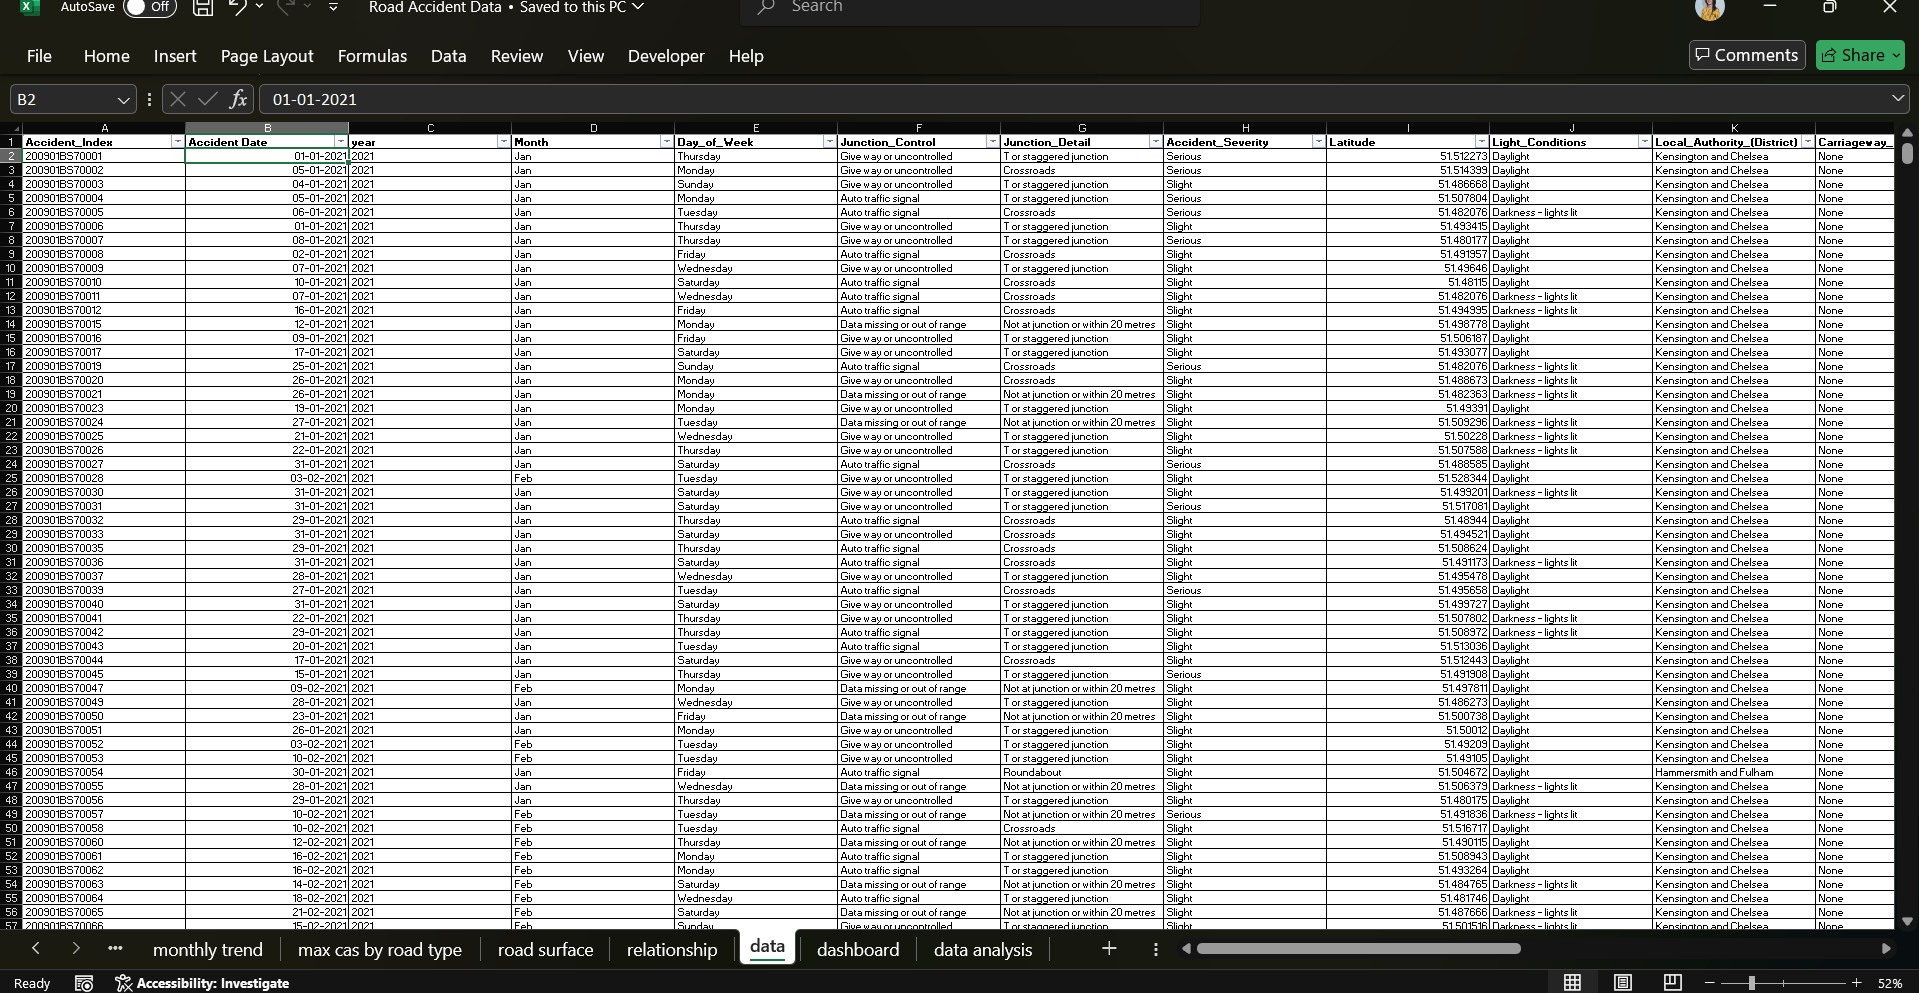 AutoSave Off Road Accident Data • Saved to this PC Search
File Home Insert Page Layout Formulas Data Review View Developer Help Comments Share
B2 fx 01-01-2021
A B C D E F G H I J K
1 Accident_Index Accident Date year Month Day_of_Week Junction_Control Junction_Detail Accident_Severity Latitude Light_Conditions Local_Authority_(District) Carriageway_
2 200901BS70001 01-01-2021 2021 Jan Thursday Give way or uncontrolled T or staggered junction Serious 51.512273 Daylight Kensington and Chelsea None
3 200901BS70002 05-01-2021 2021 Jan Monday Give way or uncontrolled Crossroads Serious 51.514399 Daylight Kensington and Chelsea None
4 200901BS70003 04-01-2021 2021 Jan Sunday Give way or uncontrolled T or staggered junction Slight 51.486668 Daylight Kensington and Chelsea None
5 200901BS70004 05-01-2021 2021 Jan Monday Auto traffic signal T or staggered junction Serious 51.507804 Daylight Kensington and Chelsea None
6 200901BS70005 06-01-2021 2021 Jan Tuesday Auto traffic signal Crossroads Serious 51.482076 Darkness - lights lit Kensington and Chelsea None
7 200901BS70006 01-01-2021 2021 Jan Thursday Give way or uncontrolled T or staggered junction Slight 51.493415 Daylight Kensington and Chelsea None
8 200901BS70007 08-01-2021 2021 Jan Thursday Give way or uncontrolled T or staggered junction Serious 51.480177 Daylight Kensington and Chelsea None
9 200901BS70008 02-01-2021 2021 Jan Friday Auto traffic signal Crossroads Slight 51.491957 Daylight Kensington and Chelsea None
10 200901BS70009 07-01-2021 2021 Jan Wednesday Give way or uncontrolled T or staggered junction Slight 51.49646 Daylight Kensington and Chelsea None
11 200901BS70010 10-01-2021 2021 Jan Saturday Auto traffic signal Crossroads Slight 51.48115 Daylight Kensington and Chelsea None
12 200901BS70011 07-01-2021 2021 Jan Wednesday Auto traffic signal Crossroads Slight 51.482076 Darkness - lights lit Kensington and Chelsea None
13 200901BS70012 16-01-2021 2021 Jan Friday Auto traffic signal Crossroads Slight 51.494995 Darkness - lights lit Kensington and Chelsea None
14 200901BS70015 12-01-2021 2021 Jan Monday Data missing or out of range Not at junction or within 20 metres Slight 51.498778 Daylight Kensington and Chelsea None
15 200901BS70016 09-01-2021 2021 Jan Friday Give way or uncontrolled T or staggered junction Slight 51.506187 Daylight Kensington and Chelsea None
16 200901BS70017 17-01-2021 2021 Jan Saturday Give way or uncontrolled T or staggered junction Slight 51.493077 Daylight Kensington and Chelsea None
17 200901BS70019 25-01-2021 2021 Jan Sunday Auto traffic signal Crossroads Serious 51.482076 Darkness - lights lit Kensington and Chelsea None
18 200901BS70020 26-01-2021 2021 Jan Monday Give way or uncontrolled Crossroads Slight 51.488673 Darkness - lights lit Kensington and Chelsea None
19 200901BS70021 26-01-2021 2021 Jan Monday Data missing or out of range Not at junction or within 20 metres Slight 51.482363 Darkness - lights lit Kensington and Chelsea None
20 200901BS70023 19-01-2021 2021 Jan Monday Give way or uncontrolled T or staggered junction Slight 51.49391 Daylight Kensington and Chelsea None
21 200901BS70024 27-01-2021 2021 Jan Tuesday Data missing or out of range Not at junction or within 20 metres Slight 51.509296 Darkness - lights lit Kensington and Chelsea None
22 200901BS70025 21-01-2021 2021 Jan Wednesday Give way or uncontrolled T or staggered junction Slight 51.50228 Darkness - lights lit Kensington and Chelsea None
23 200901BS70026 22-01-2021 2021 Jan Thursday Give way or uncontrolled T or staggered junction Slight 51.507588 Darkness - lights lit Kensington and Chelsea None
24 200901BS70027 31-01-2021 2021 Jan Saturday Auto traffic signal Crossroads Serious 51.488585 Daylight Kensington and Chelsea None
25 200901BS70028 03-02-2021 2021 Feb Tuesday Give way or uncontrolled T or staggered junction Slight 51.528344 Daylight Kensington and Chelsea None
26 200901BS70030 31-01-2021 2021 Jan Saturday Give way or uncontrolled T or staggered junction Slight 51.499201 Darkness - lights lit Kensington and Chelsea None
27 200901BS70031 31-01-2021 2021 Jan Saturday Give way or uncontrolled T or staggered junction Serious 51.517081 Daylight Kensington and Chelsea None
28 200901BS70032 29-01-2021 2021 Jan Thursday Auto traffic signal Crossroads Slight 51.48944 Daylight Kensington and Chelsea None
29 200901BS70033 31-01-2021 2021 Jan Saturday Give way or uncontrolled Crossroads Slight 51.494521 Daylight Kensington and Chelsea None
30 200901BS70035 29-01-2021 2021 Jan Thursday Auto traffic signal Crossroads Slight 51.508624 Daylight Kensington and Chelsea None
31 200901BS70036 31-01-2021 2021 Jan Saturday Auto traffic signal Crossroads Slight 51.491173 Darkness - lights lit Kensington and Chelsea None
32 200901BS70037 28-01-2021 2021 Jan Wednesday Give way or uncontrolled T or staggered junction Slight 51.495478 Daylight Kensington and Chelsea None
33 200901BS70039 27-01-2021 2021 Jan Tuesday Auto traffic signal Crossroads Serious 51.495658 Daylight Kensington and Chelsea None
34 200901BS70040 31-01-2021 2021 Jan Saturday Give way or uncontrolled T or staggered junction Slight 51.499727 Daylight Kensington and Chelsea None
35 200901BS70041 22-01-2021 2021 Jan Thursday Give way or uncontrolled T or staggered junction Slight 51.507802 Darkness - lights lit Kensington and Chelsea None
36 200901BS70042 29-01-2021 2021 Jan Thursday Auto traffic signal T or staggered junction Slight 51.508972 Darkness - lights lit Kensington and Chelsea None
37 200901BS70043 20-01-2021 2021 Jan Tuesday Auto traffic signal T or staggered junction Slight 51.513036 Daylight Kensington and Chelsea None
38 200901BS70044 17-01-2021 2021 Jan Saturday Give way or uncontrolled Crossroads Slight 51.512443 Daylight Kensington and Chelsea None
39 200901BS70045 15-01-2021 2021 Jan Thursday Give way or uncontrolled T or staggered junction Serious 51.491908 Daylight Kensington and Chelsea None
40 200901BS70047 09-02-2021 2021 Feb Monday Data missing or out of range Not at junction or within 20 metres Slight 51.497811 Daylight Kensington and Chelsea None
41 200901BS70049 28-01-2021 2021 Jan Wednesday Give way or uncontrolled T or staggered junction Slight 51.486273 Daylight Kensington and Chelsea None
42 200901BS70050 23-01-2021 2021 Jan Friday Data missing or out of range Not at junction or within 20 metres Slight 51.500738 Daylight Kensington and Chelsea None
43 200901BS70051 26-01-2021 2021 Jan Monday Give way or uncontrolled T or staggered junction Slight 51.50012 Daylight Kensington and Chelsea None
44 200901BS70052 03-02-2021 2021 Feb Tuesday Give way or uncontrolled T or staggered junction Slight 51.49209 Daylight Kensington and Chelsea None
45 200901BS70053 10-02-2021 2021 Feb Tuesday Give way or uncontrolled T or staggered junction Slight 51.49105 Daylight Kensington and Chelsea None
46 200901BS70054 30-01-2021 2021 Jan Friday Auto traffic signal Roundabout Slight 51.504672 Daylight Hammersmith and Fulham None
47 200901BS70055 28-01-2021 2021 Jan Wednesday Data missing or out of range Not at junction or within 20 metres Slight 51.506379 Darkness - lights lit Kensington and Chelsea None
48 200901BS70056 29-01-2021 2021 Jan Thursday Give way or uncontrolled T or staggered junction Slight 51.480175 Daylight Kensington and Chelsea None
49 200901BS70057 10-02-2021 2021 Feb Tuesday Data missing or out of range Not at junction or within 20 metres Serious 51.491836 Darkness - lights lit Kensington and Chelsea None
50 200901BS70058 10-02-2021 2021 Feb Tuesday Auto traffic signal Crossroads Slight 51.516717 Daylight Kensington and Chelsea None
51 200901BS70060 12-02-2021 2021 Feb Thursday Data missing or out of range Not at junction or within 20 metres Slight 51.490115 Daylight Kensington and Chelsea None
52 200901BS70061 16-02-2021 2021 Feb Monday Auto traffic signal T or staggered junction Slight 51.508943 Daylight Kensington and Chelsea None
53 200901BS70062 16-02-2021 2021 Feb Monday Auto traffic signal T or staggered junction Slight 51.493264 Daylight Kensington and Chelsea None
54 200901BS70063 14-02-2021 2021 Feb Saturday Data missing or out of range Not at junction or within 20 metres Slight 51.484765 Darkness - lights lit Kensington and Chelsea None
55 200901BS70064 18-02-2021 2021 Feb Wednesday Auto traffic signal T or staggered junction Slight 51.481746 Daylight Kensington and Chelsea None
56 200901BS70065 21-02-2021 2021 Feb Saturday Data missing or out of range Not at junction or within 20 metres Slight 51.487666 Darkness - lights lit Kensington and Chelsea None
57 200901BS70066 15-02-2021 2021 Feb Sunday Give way or uncontrolled T or staggered junction Slight 51.501516 Darkness - lights lit Kensington and Chelsea None
monthly trend max cas by road type road surface relationship data dashboard data analysis
Ready Accessibility: Investigate 52%